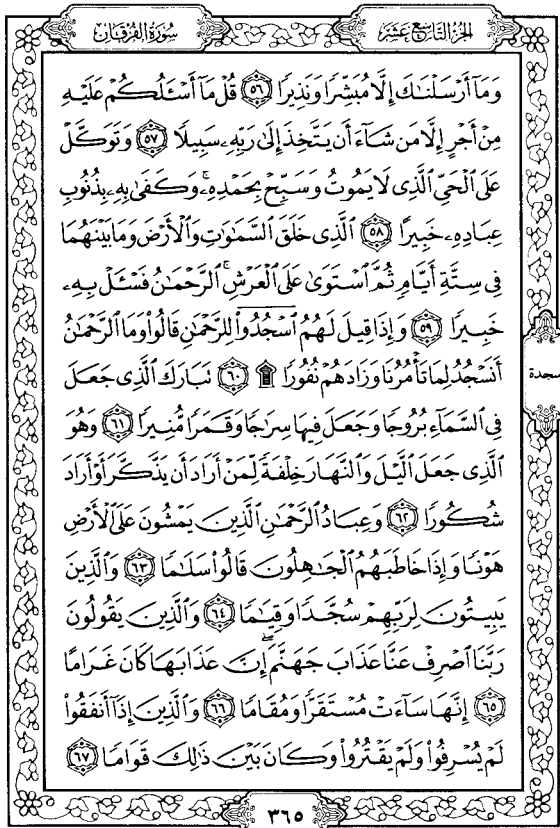 الجزء التاسع عشر
سورة الفرقان
وَمَآ أَرْسَلْنَٰكَ إِلَّا مُبَشِّرًا وَنَذِيرًا ﴿٥٦﴾ قُلْ مَآ أَسْـَٔلُكُمْ عَلَيْهِ
مِنْ أَجْرٍ إِلَّا مَن شَآءَ أَن يَتَّخِذَ إِلَىٰ رَبِّهِۦ سَبِيلًا ﴿٥٧﴾ وَتَوَكَّلْ
عَلَى ٱلْحَىِّ ٱلَّذِى لَا يَمُوتُ وَسَبِّحْ بِحَمْدِهِۦ ۚ وَكَفَىٰ بِهِۦ بِذُنُوبِ
عِبَادِهِۦ خَبِيرًا ﴿٥٨﴾ ٱلَّذِى خَلَقَ ٱلسَّمَٰوَٰتِ وَٱلْأَرْضَ وَمَا بَيْنَهُمَا
فِى سِتَّةِ أَيَّامٍ ثُمَّ ٱسْتَوَىٰ عَلَى ٱلْعَرْشِ ۚ ٱلرَّحْمَٰنُ فَسْـَٔلْ بِهِۦ
خَبِيرًا ﴿٥٩﴾ وَإِذَا قِيلَ لَهُمُ ٱسْجُدُوا۟ لِلرَّحْمَٰنِ قَالُوا۟ وَمَا ٱلرَّحْمَٰنُ
أَنَسْجُدُ لِمَا تَأْمُرُنَا وَزَادَهُمْ نُفُورًا ۩ ﴿٦٠﴾ تَبَارَكَ ٱلَّذِى جَعَلَ
سجدة
فِى ٱلسَّمَآءِ بُرُوجًا وَجَعَلَ فِيهَا سِرَٰجًا وَقَمَرًا مُّنِيرًا ﴿٦١﴾ وَهُوَ
ٱلَّذِى جَعَلَ ٱلَّيْلَ وَٱلنَّهَارَ خِلْفَةً لِّمَنْ أَرَادَ أَن يَذَّكَّرَ أَوْ أَرَادَ
شُكُورًا ﴿٦٢﴾ وَعِبَادُ ٱلرَّحْمَٰنِ ٱلَّذِينَ يَمْشُونَ عَلَى ٱلْأَرْضِ
هَوْنًا وَإِذَا خَاطَبَهُمُ ٱلْجَٰهِلُونَ قَالُوا۟ سَلَٰمًا ﴿٦٣﴾ وَٱلَّذِينَ
يَبِيتُونَ لِرَبِّهِمْ سُجَّدًا وَقِيَٰمًا ﴿٦٤﴾ وَٱلَّذِينَ يَقُولُونَ
رَبَّنَا ٱصْرِفْ عَنَّا عَذَابَ جَهَنَّمَ ۖ إِنَّ عَذَابَهَا كَانَ غَرَامًا
﴿٦٥﴾ إِنَّهَا سَآءَتْ مُسْتَقَرًّا وَمُقَامًا ﴿٦٦﴾ وَٱلَّذِينَ إِذَآ أَنفَقُوا۟
لَمْ يُسْرِفُوا۟ وَلَمْ يَقْتُرُوا۟ وَكَانَ بَيْنَ ذَٰلِكَ قَوَامًا ﴿٦٧﴾
٣٦٥